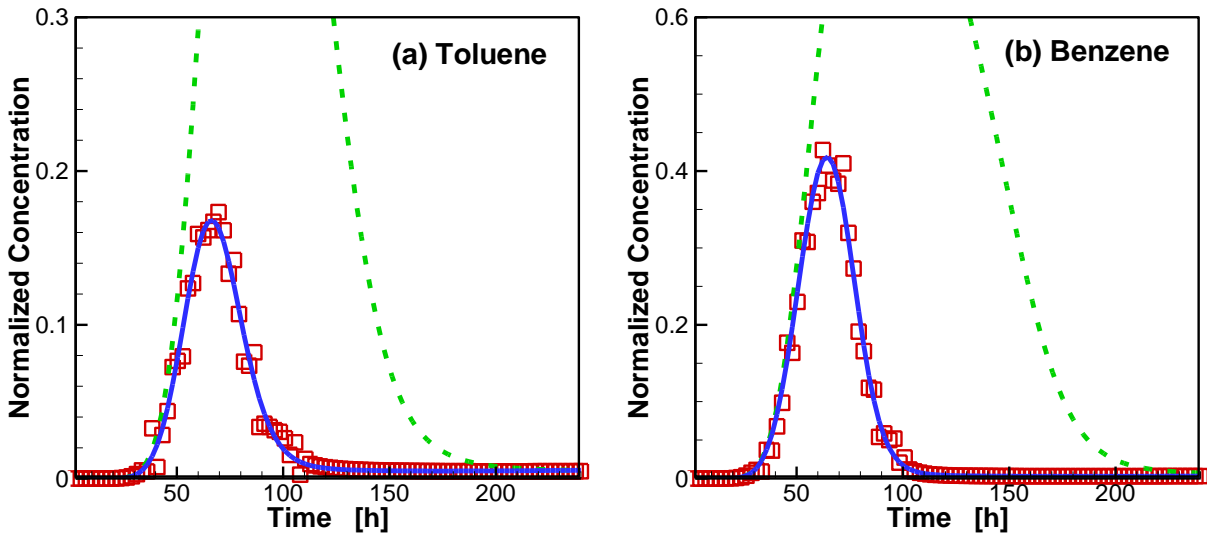 0.3
(a) Toluene
0.2
0.1
0
50
100
150
200
Time [h]
Normalized Concentration
0.6
(b) Benzene
0.4
0.2
0
50
100
150
200
Time [h]
Normalized Concentration